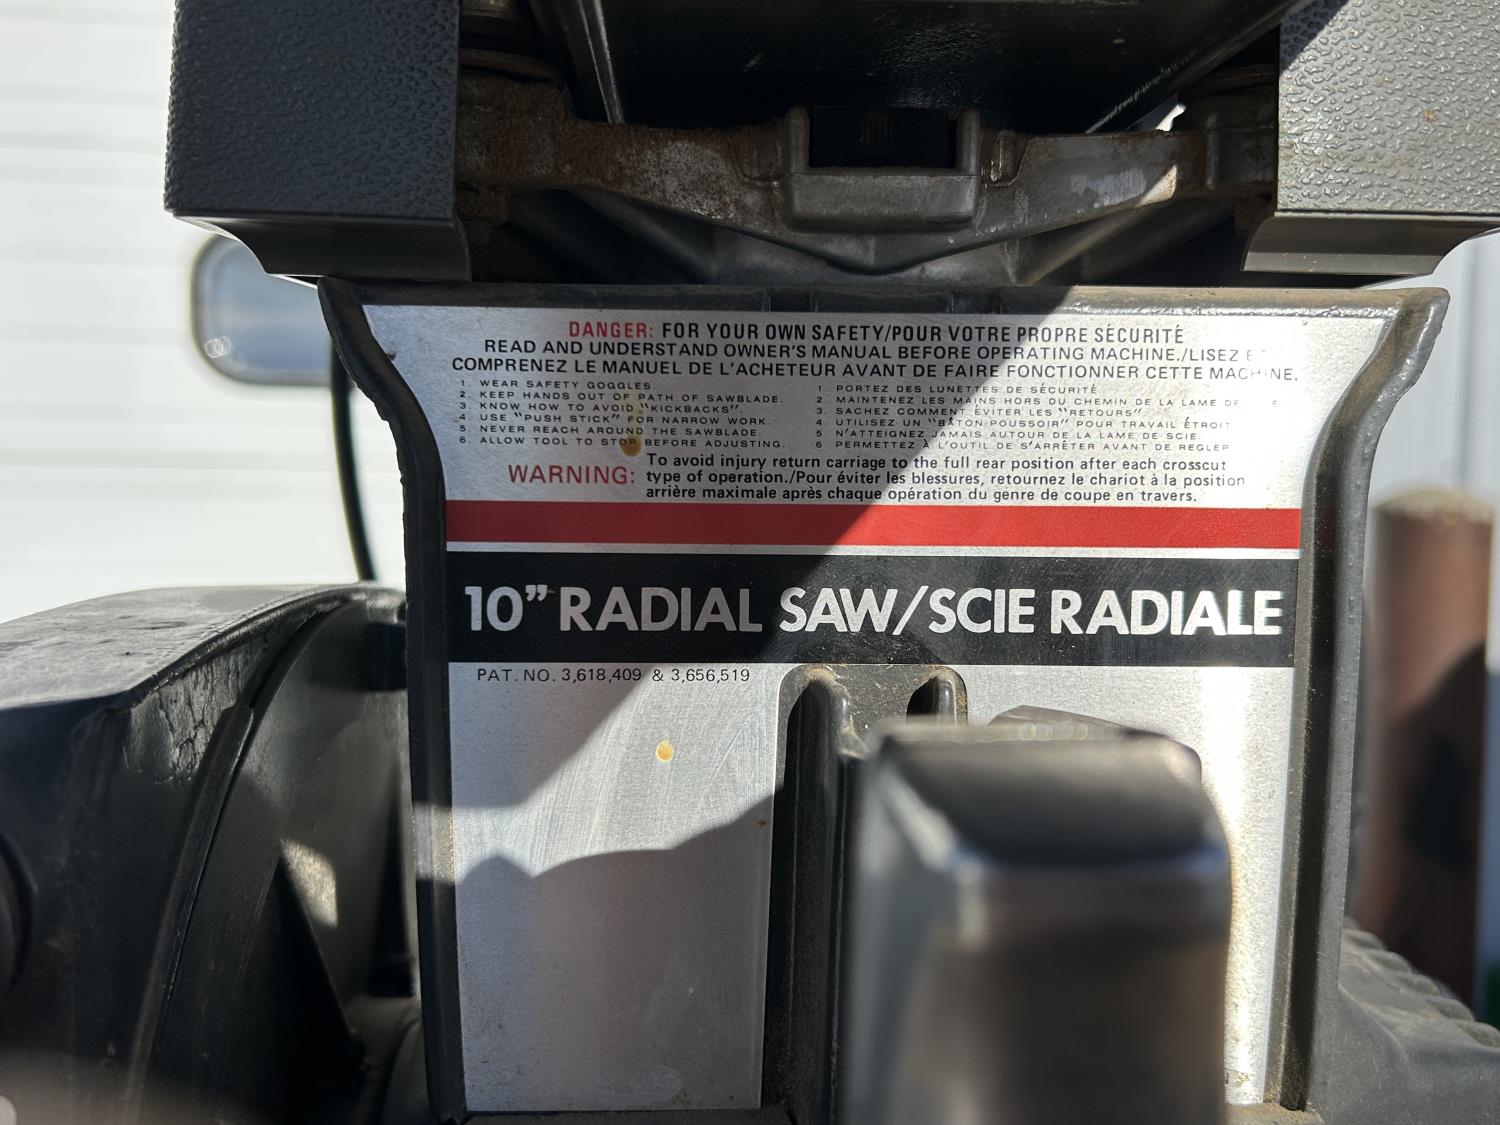 DANGER: FOR YOUR OWN SAFETY/POUR VOTRE PROPRE SÉCURITÉ
READ AND UNDERSTAND OWNER'S MANUAL BEFORE OPERATING MACHINE./LISEZ
COMPRENEZ LE MANUEL DE L'ACHETEUR AVANT DE FAIRE FONCTIONNER CETTE
1. WEAR SAFETY GOGGLES.
2. KEEP HANDS OUT OF PATH OF SAWBLADE.
3. KNOW HOW TO AVOID "KICKBACKS".
4. USE "PUSH STICK" FOR NARROW WORK.
5. NEVER REACH AROUND THE SAWBLADE.
6. ALLOW TOOL TO STOP BEFORE ADJUSTING.
1. PORTEZ DES LUNETTES DE SÉCURITÉ
2. MAINTENEZ LES MAINS HORS DU CHEMIN DE LA LAME
3. SACHEZ COMMENT ÉVITER LES "RETOURS"
4. UTILISEZ UN "BÂTON-POUSSOIR" POUR TRAVAIL ÉTROIT
5. N'ATTEIGNEZ JAMAIS AUTOUR DE LA LAME DE SCIE.
6 PERMETTEZ À L'OUTIL DE S'ARRÊTER AVANT DE RÉGLER
WARNING: To avoid injury return carriage to the full rear position after each crosscut
type of operation./Pour éviter les blessures, retournez le chariot à la position
arrière maximale après chaque opération du genre de coupe en travers.
10" RADIAL SAW/SCIE RADIALE
PAT. NO. 3,618,409 & 3,656,519